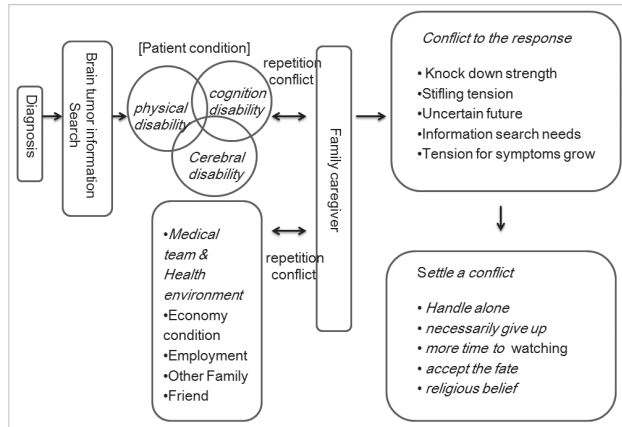 Diagnosis
Brain tumor information
Search
[Patient condition]
physical
disability
cognition
disability
Cerebral
disability
repetition
conflict
•Medical
team &
Health
environment
•Economy
condition
•Employment
•Other Family
•Friend
repetition
conflict
Family caregiver
Conflict to the response
• Knock down strength
•Stifling tension
•Uncertain future
•Information search needs
•Tension for symptoms grow
Settle a conflict
• Handle alone
• necessarily give up
• more time to watching
• accept the fate
• religious belief